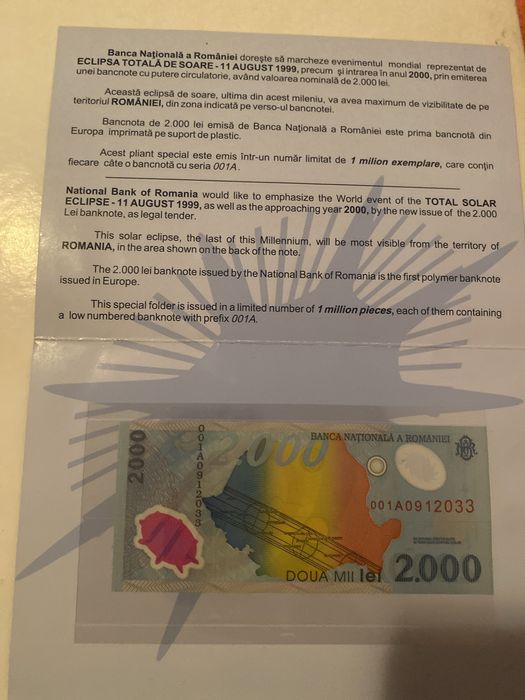 Banca Naţională a României doreşte să marcheze evenimentul mondial reprezentat de
ECLIPSA TOTALĂ DE SOARE - 11 AUGUST 1999, precum şi intrarea în anul 2000, prin emiterea
unei bancnote cu putere circulatorie, având valoarea nominală de 2.000 lei.
Această eclipsă de soare, ultima din acest mileniu, va avea maximum de vizibilitate de pe
teritoriul ROMÂNIEI, din zona indicată pe verso-ul bancnotei.
Bancnota de 2.000 lei emisă de Banca Naţională a României este prima bancnotă din
Europa imprimată pe suport de plastic.
Acest pliant special este emis într-un număr limitat de 1 milion exemplare, care conţin
fiecare câte o bancnotă cu seria 001A.
National Bank of Romania would like to emphasize the World event of the TOTAL SOLAR
ECLIPSE - 11 AUGUST 1999, as well as the approaching year 2000, by the new issue of the 2.000
Lei banknote, as legal tender.
This solar eclipse, the last of this Millennium, will be most visible from the territory of
ROMANIA, in the area shown on the back of the note.
The 2.000 lei banknote issued by the National Bank of Romania is the first polymer banknote
issued in Europe.
This special folder is issued in a limited number of 1 million pieces, each of them containing
a low numbered banknote with prefix 001A.
2000
001A0912033
2000
BANCA NAŢIONALĂ A ROMÂNIEI
001A0912033
DOUA MII lei 2.000